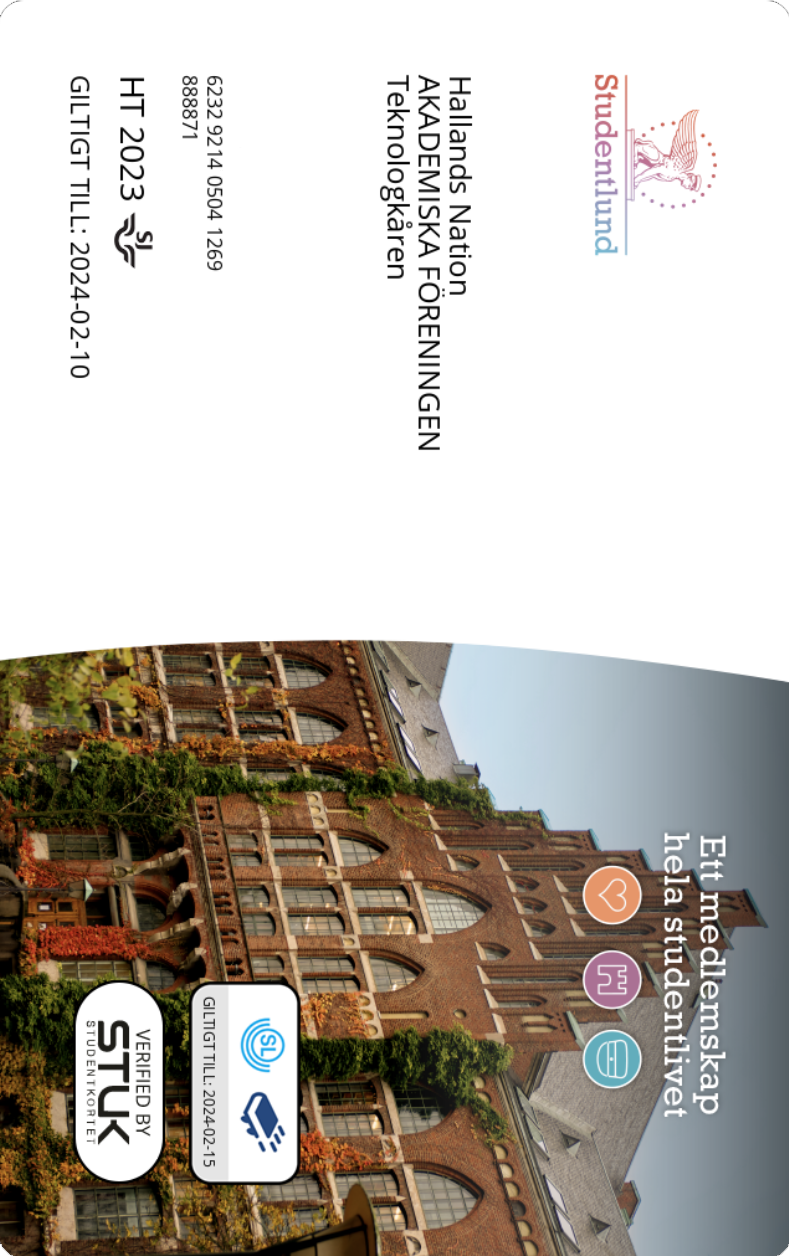 Studentlund
Ett medlemskap
hela studentlivet
Hallands Nation
AKADEMISKA FÖRENINGEN
Teknologkåren
6232 9214 0504 1269
888871
HT 2023 SJ
GILTIGT TILL: 2024-02-10
SL
GILTIGT TILL: 2024-02-15
VERIFIED BY
STUK
STUDENTKORTET